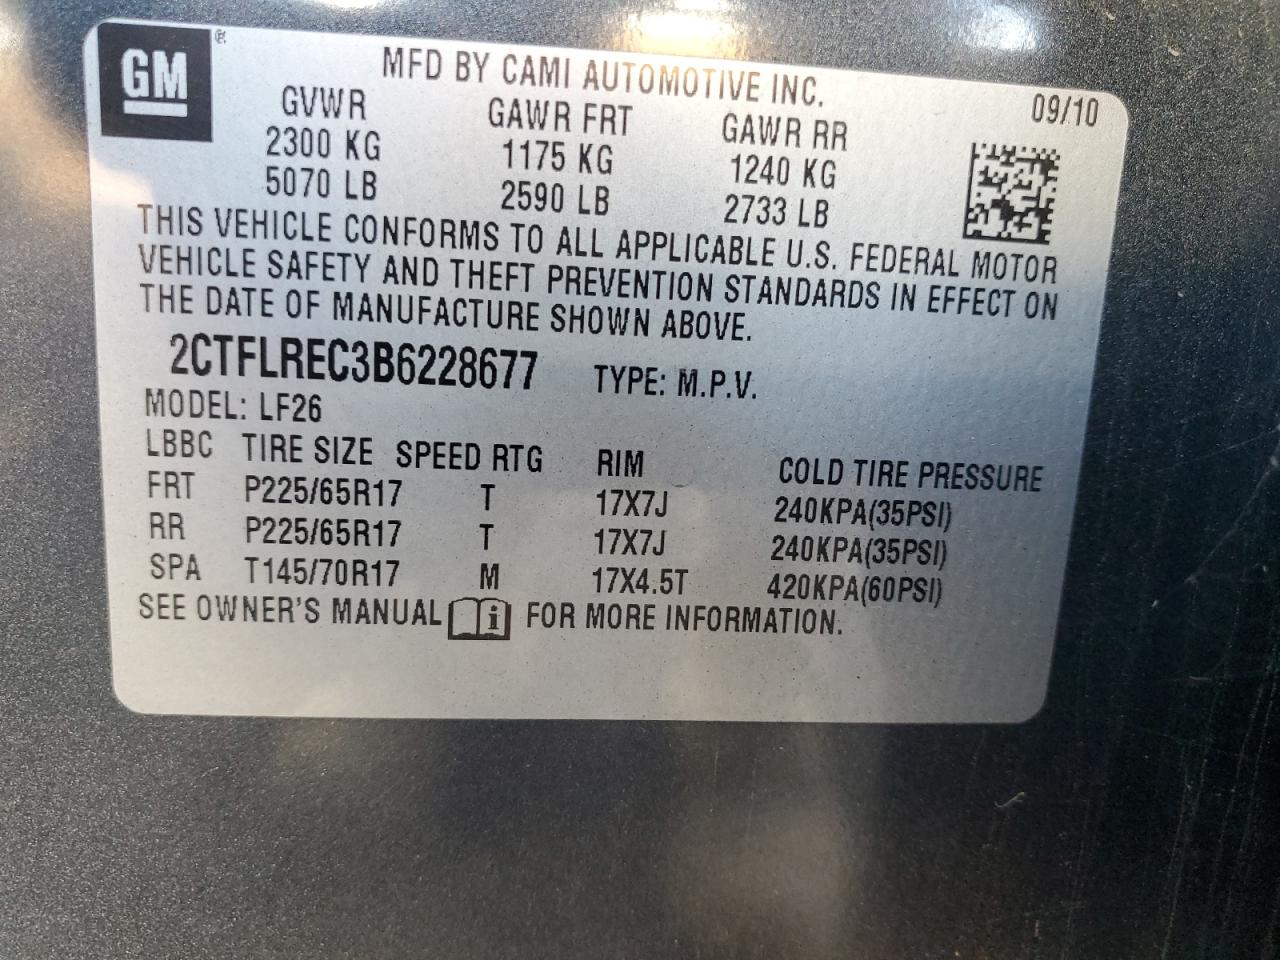 GM
MFD BY CAMI AUTOMOTIVE INC.
09/10
GVWR GAWR FRT GAWR RR
2300 KG 1175 KG 1240 KG
5070 LB 2590 LB 2733 LB
THIS VEHICLE CONFORMS TO ALL APPLICABLE U.S. FEDERAL MOTOR
VEHICLE SAFETY AND THEFT PREVENTION STANDARDS IN EFFECT ON
THE DATE OF MANUFACTURE SHOWN ABOVE.
2CTFLREC3B6228677 TYPE: M.P.V.
MODEL: LF26
LBBC TIRE SIZE SPEED RTG RIM COLD TIRE PRESSURE
FRT P225/65R17 T 17X7J 240KPA(35PSI)
RR P225/65R17 T 17X7J 240KPA(35PSI)
SPA T145/70R17 M 17X4.5T 420KPA(60PSI)
SEE OWNER'S MANUAL i FOR MORE INFORMATION.